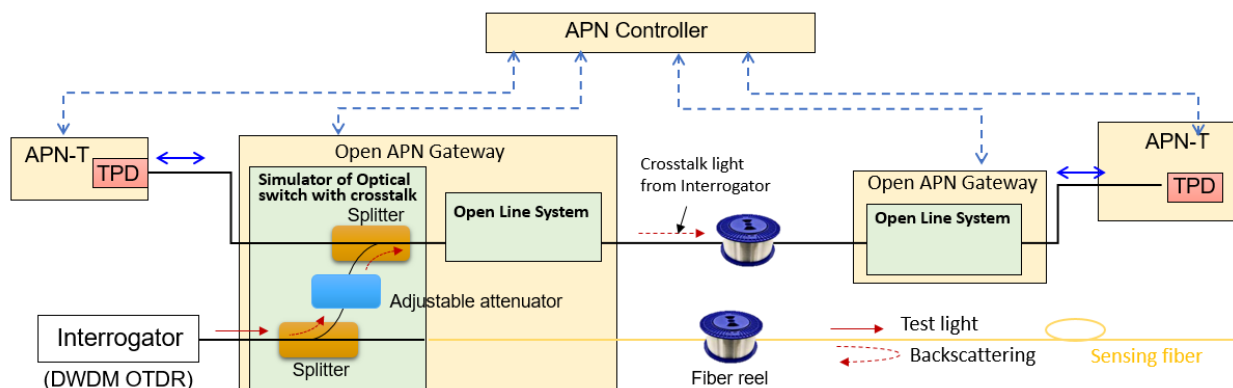 APN Controller
APN-T
TPD
Open APN Gateway
Simulator of Optical
switch with crosstalk
Splitter
Open Line System
Crosstalk light
from Interrogator
Open APN Gateway
Open Line System
APN-T
TPD
Adjustable attenuator
Interrogator
(DWDM OTDR)
Splitter
Fiber reel
Test light
Backscattering
Sensing fiber